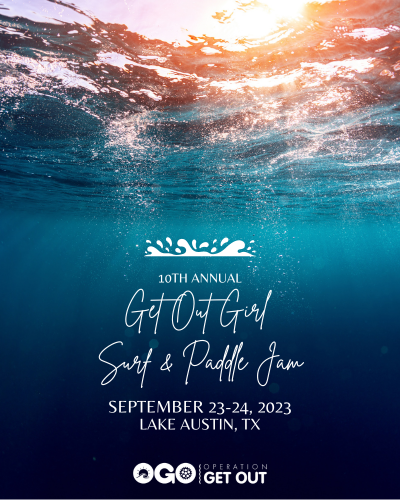 10TH ANNUAL
Get Out Girl
Surf & Paddle Jam
SEPTEMBER 23-24, 2023
LAKE AUSTIN, TX
OGO
OPERATION
GET OUT